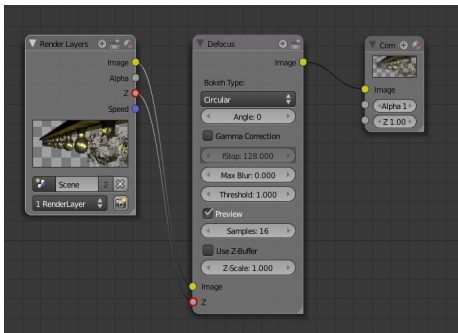 Render Layers
Image
Alpha
Z
Speed
Scene
2
1 RenderLayer
Defocus
Image
Bokeh Type:
Circular
Angle: 0
Gamma Correction
fStop: 128.000
Max Blur: 0.000
Threshold: 1.000
Preview
Samples: 16
Use Z-Buffer
Z-Scale: 1.000
Image
Z
Com
Image
Alpha 1
Z 1.00